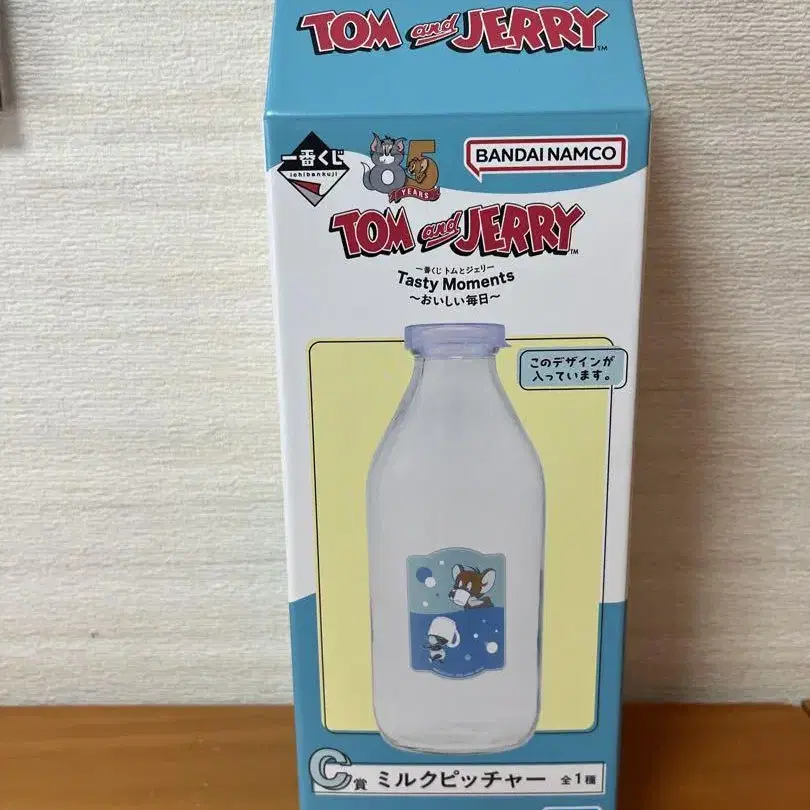 TOM and JERRY™
一番くじ
ichibankuji
85
YEARS
BANDAI NAMCO
TOM and JERRY™
一番くじ トムとジェリー
Tasty Moments
～おいしい毎日～
このデザインが
入っています。
C賞 ミルクピッチャー 全1種